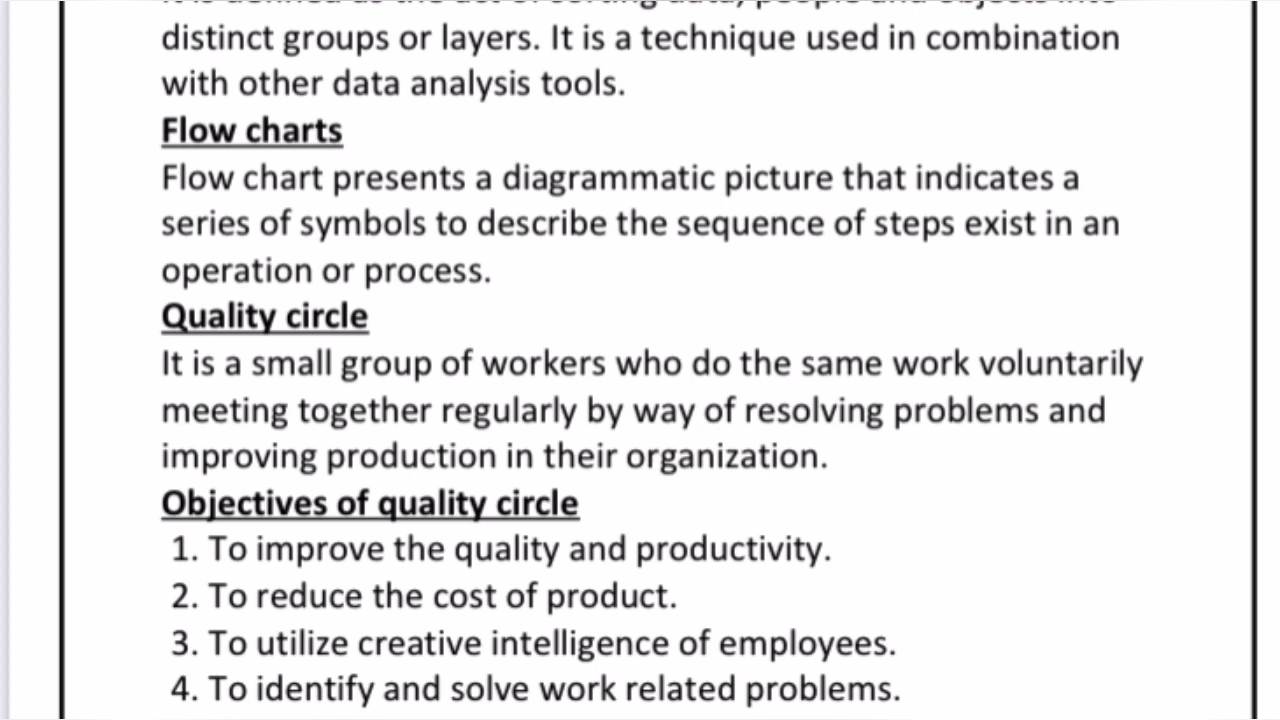 distinct groups or layers. It is a technique used in combination
with other data analysis tools.
Flow charts
Flow chart presents a diagrammatic picture that indicates a
series of symbols to describe the sequence of steps exist in an
operation or process.
Quality circle
It is a small group of workers who do the same work voluntarily
meeting together regularly by way of resolving problems and
improving production in their organization.
Objectives of quality circle
1. To improve the quality and productivity.
2. To reduce the cost of product.
3. To utilize creative intelligence of employees.
4. To identify and solve work related problems.